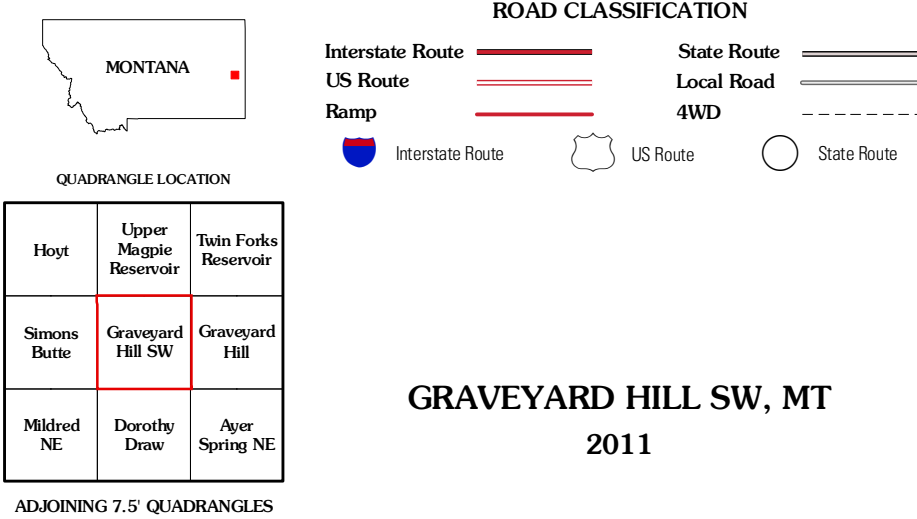 ROAD CLASSIFICATION
MONTANA
Interstate Route
State Route
US Route
Local Road
Ramp
4WD
Interstate Route
US Route
State Route
QUADRANGLE LOCATION
Hoyt
Upper
Magpie
Reservoir
Twin Forks
Reservoir
Simons
Butte
Graveyard
Hill SW
Graveyard
Hill
Mildred
NE
Dorothy
Draw
Ayer
Spring NE
ADJOINING 7.5' QUADRANGLES
GRAVEYARD HILL SW, MT
2011